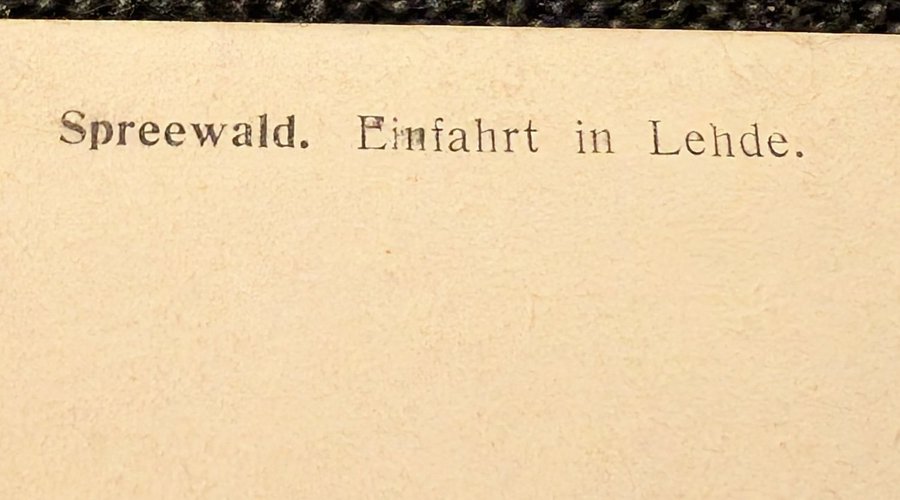 Spreewald. Einfahrt in Lehde.